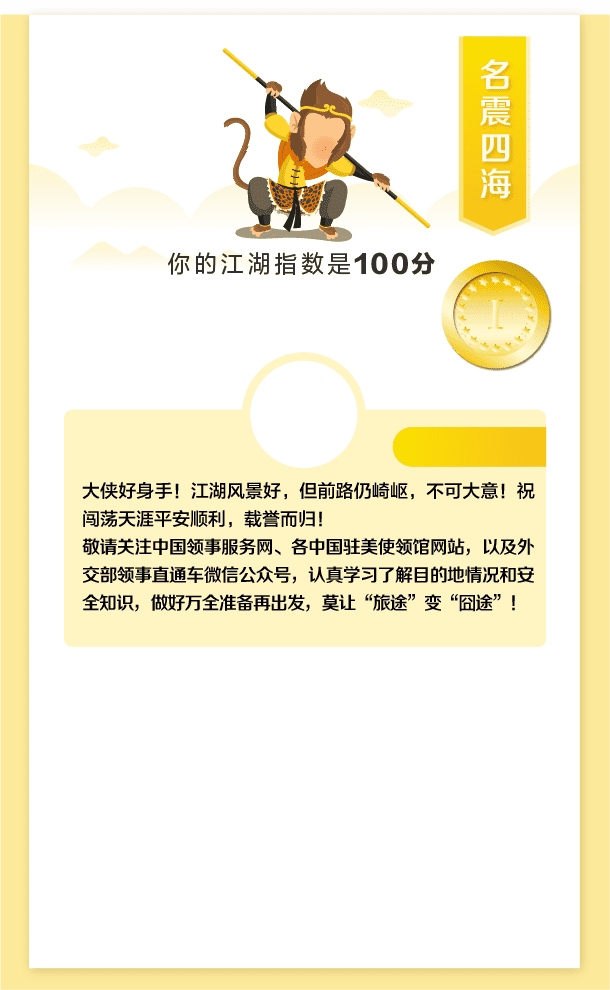 名震四海
你的江湖指数是100分
I
大侠好身手！江湖风景好，但前路仍崎岖，不可大意！祝
闯荡天涯平安顺利，载誉而归！
敬请关注中国领事服务网、各中国驻美使领馆网站，以及外
交部领事直通车微信公众号，认真学习了解目的地情况和安
全知识，做好万全准备再出发，莫让“旅途”变“囧途”！